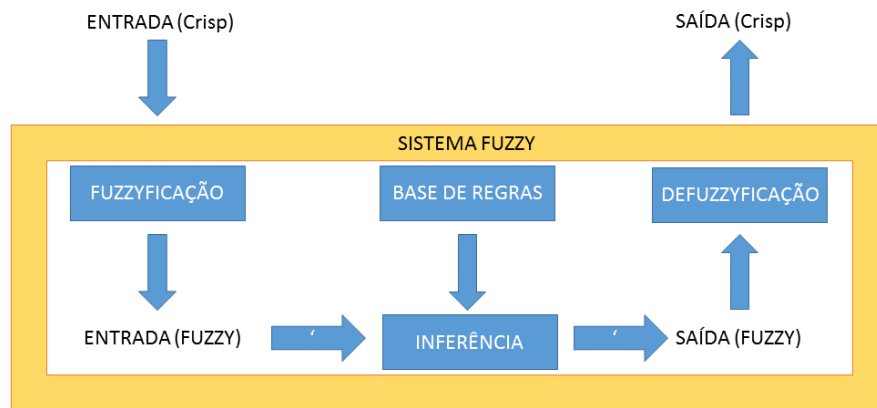 ENTRADA (Crisp)
SAÍDA (Crisp)
SISTEMA FUZZY
FUZZYFICAÇÃO
BASE DE REGRAS
DEFUZZYFICAÇÃO
ENTRADA (FUZZY)
‘
INFERÊNCIA
‘
SAÍDA (FUZZY)